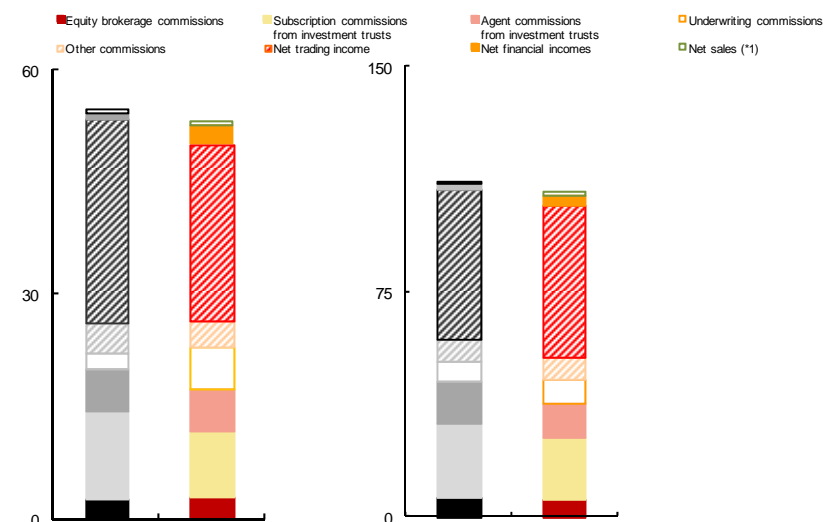 Equity brokerage commissions
Subscription commissions
from investment trusts
Agent commissions
from investment trusts
Underwriting commissions
Other commissions
Net trading income
Net financial incomes
Net sales (*1)
60
30
0
150
75
0